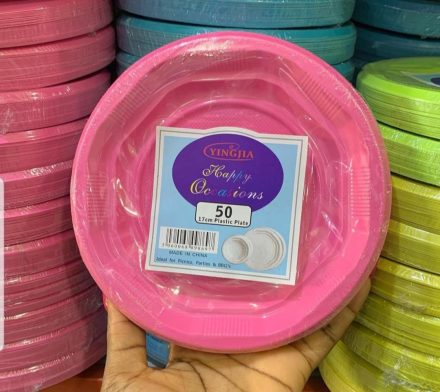 YINGJIA
Happy
Occasions
50
17cm Plastic Plate
MADE IN CHINA
Ideal for Picnics, Parties & BBQ's